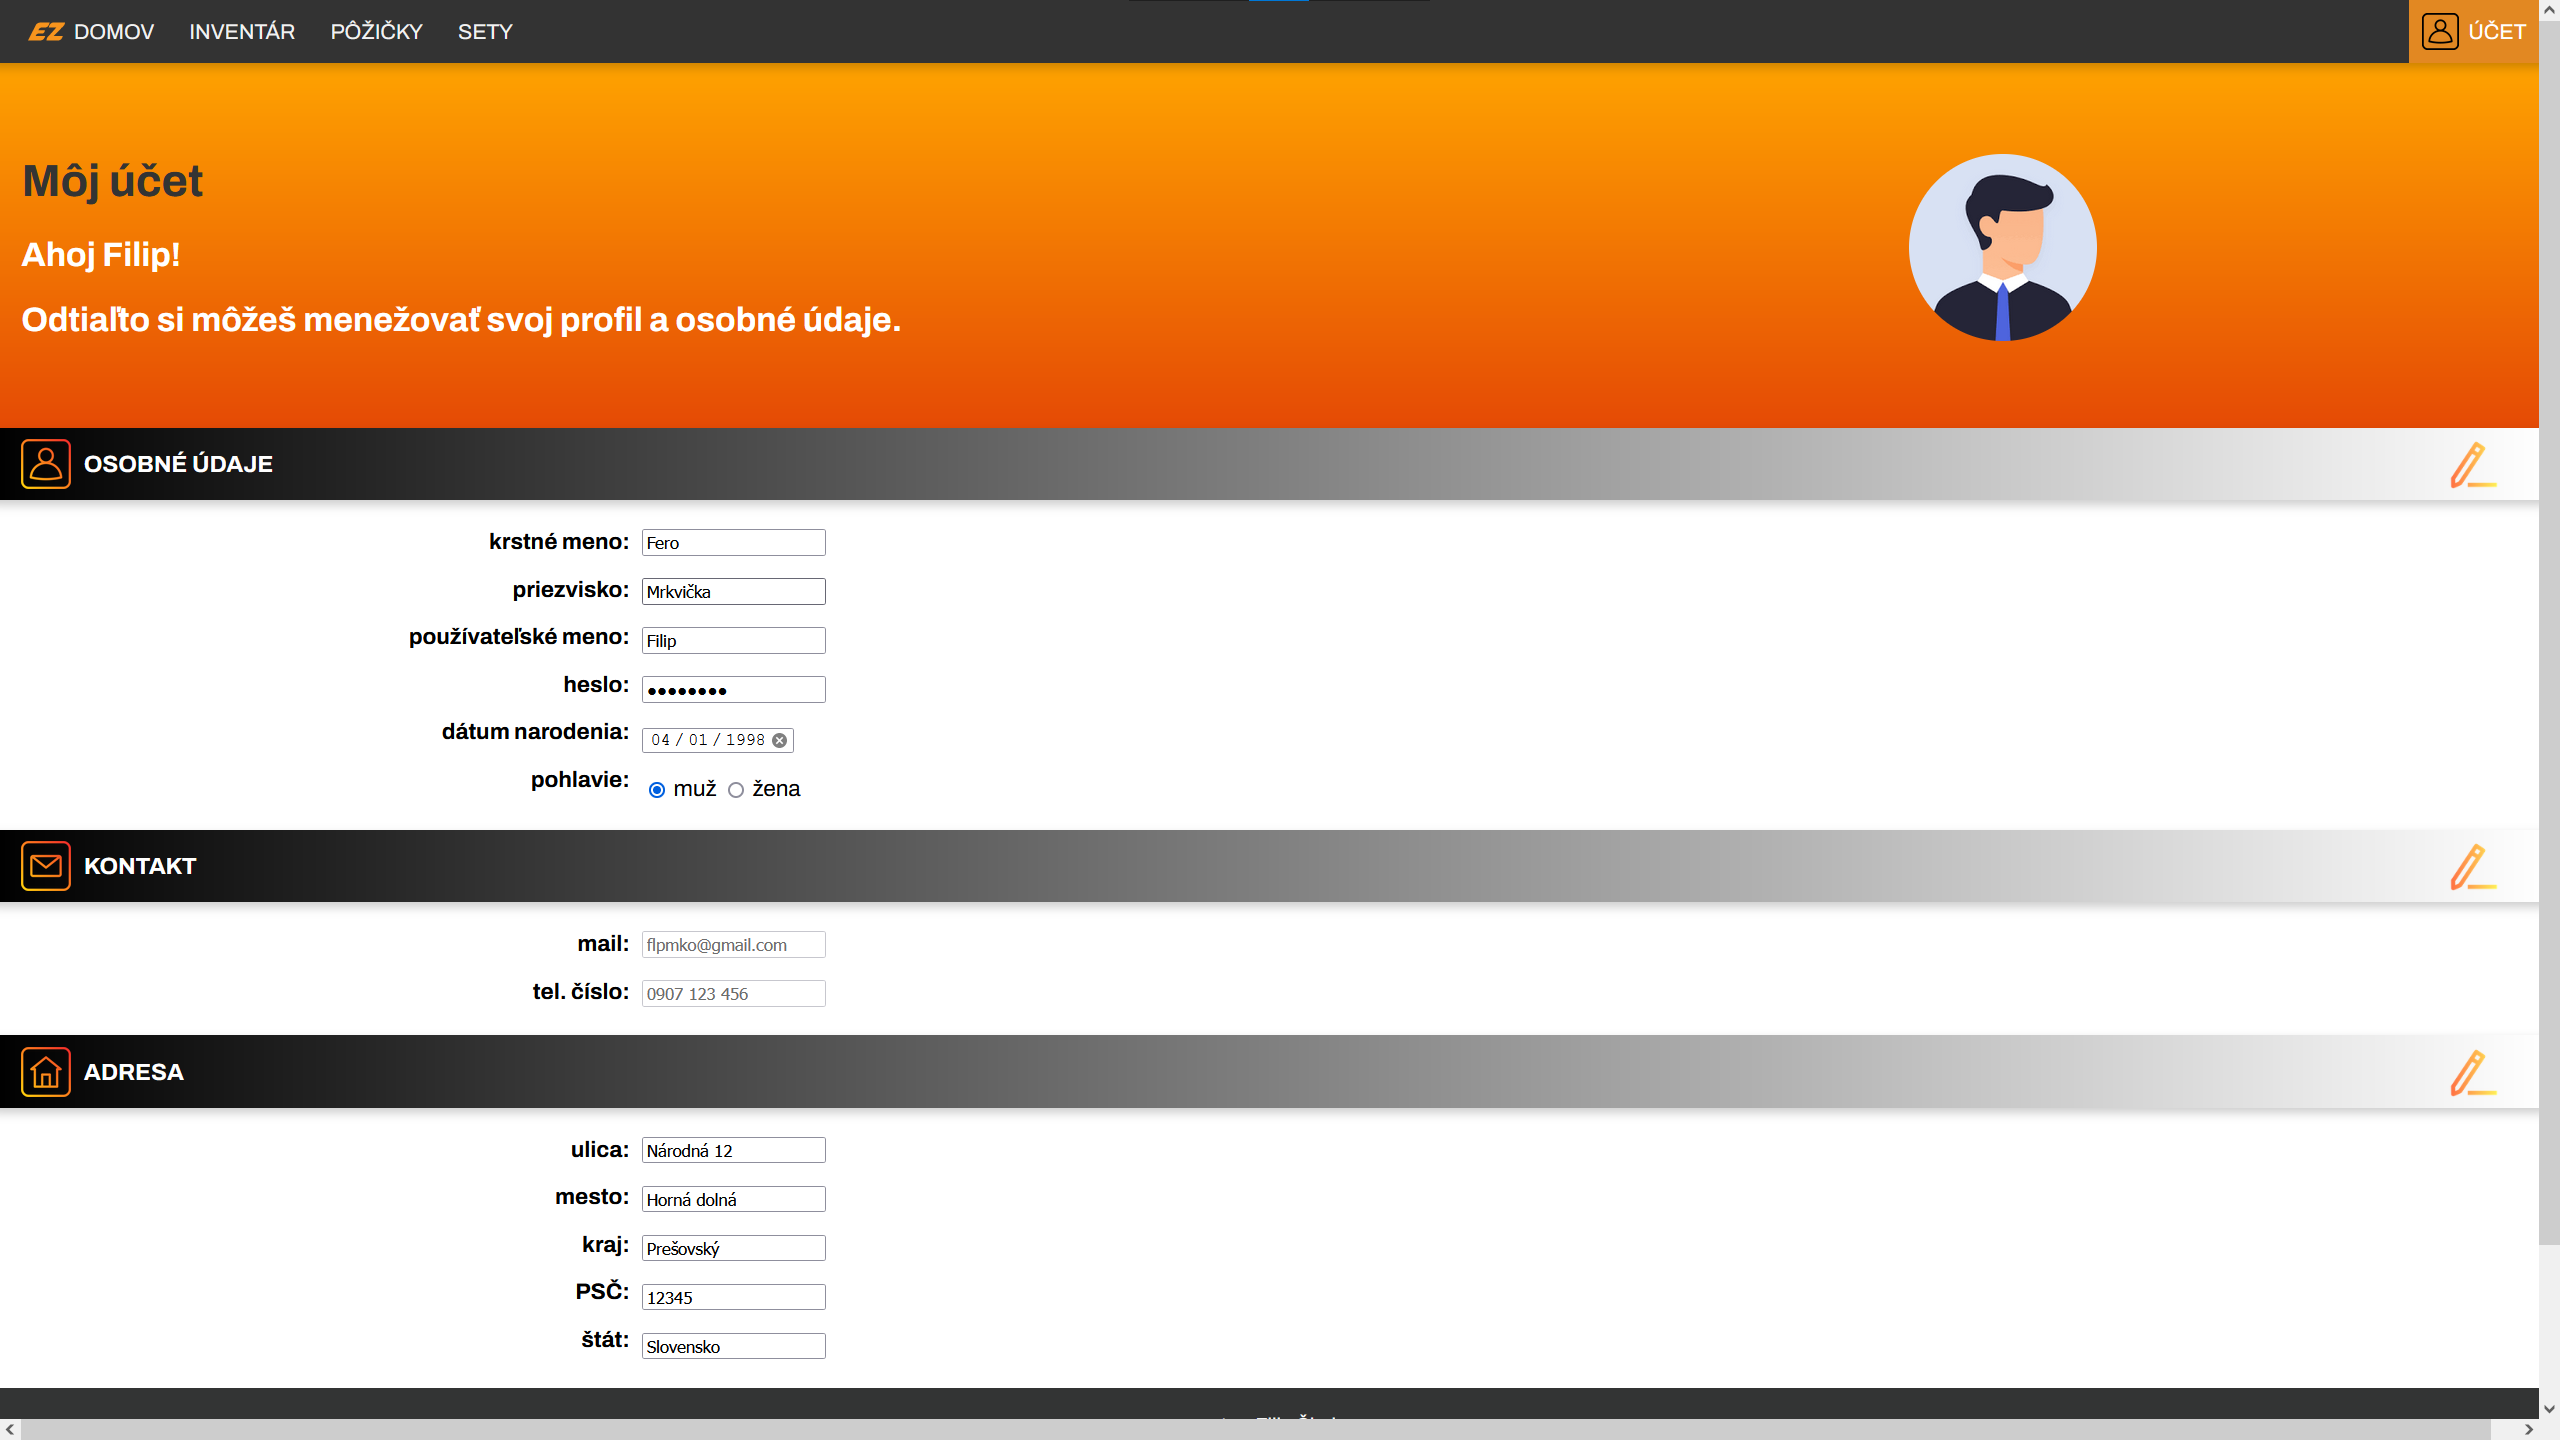 EZ DOMOV INVENTÁR PÔŽIČKY SETY ÚČET
Môj účet
Ahoj Filip!
Odtiaľto si môžeš menežovať svoj profil a osobné údaje.
OSOBNÉ ÚDAJE
krstné meno: Fero
priezvisko: Mrkvička
používateľské meno: Filip
heslo: ••••••••
dátum narodenia: 04 / 01 / 1998
pohlavie: muž žena
KONTAKT
mail: flpmko@gmail.com
tel. číslo: 0907 123 456
ADRESA
ulica: Národná 12
mesto: Horná dolná
kraj: Prešovský
PSČ: 12345
štát: Slovensko